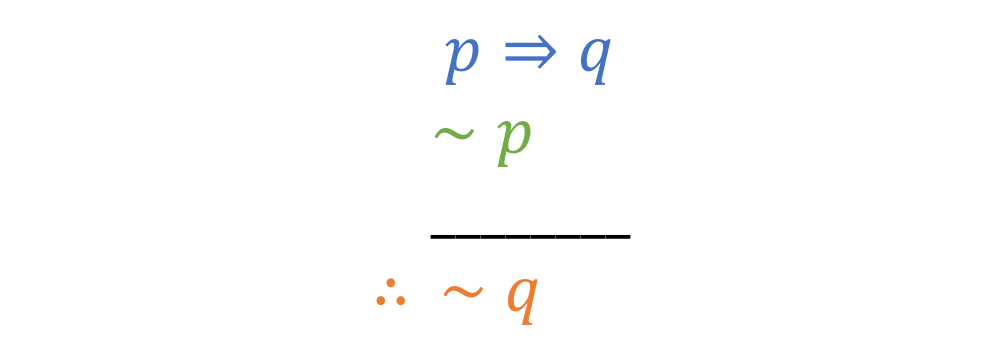 p ⇒ q
~ p
________
∴ ~ q